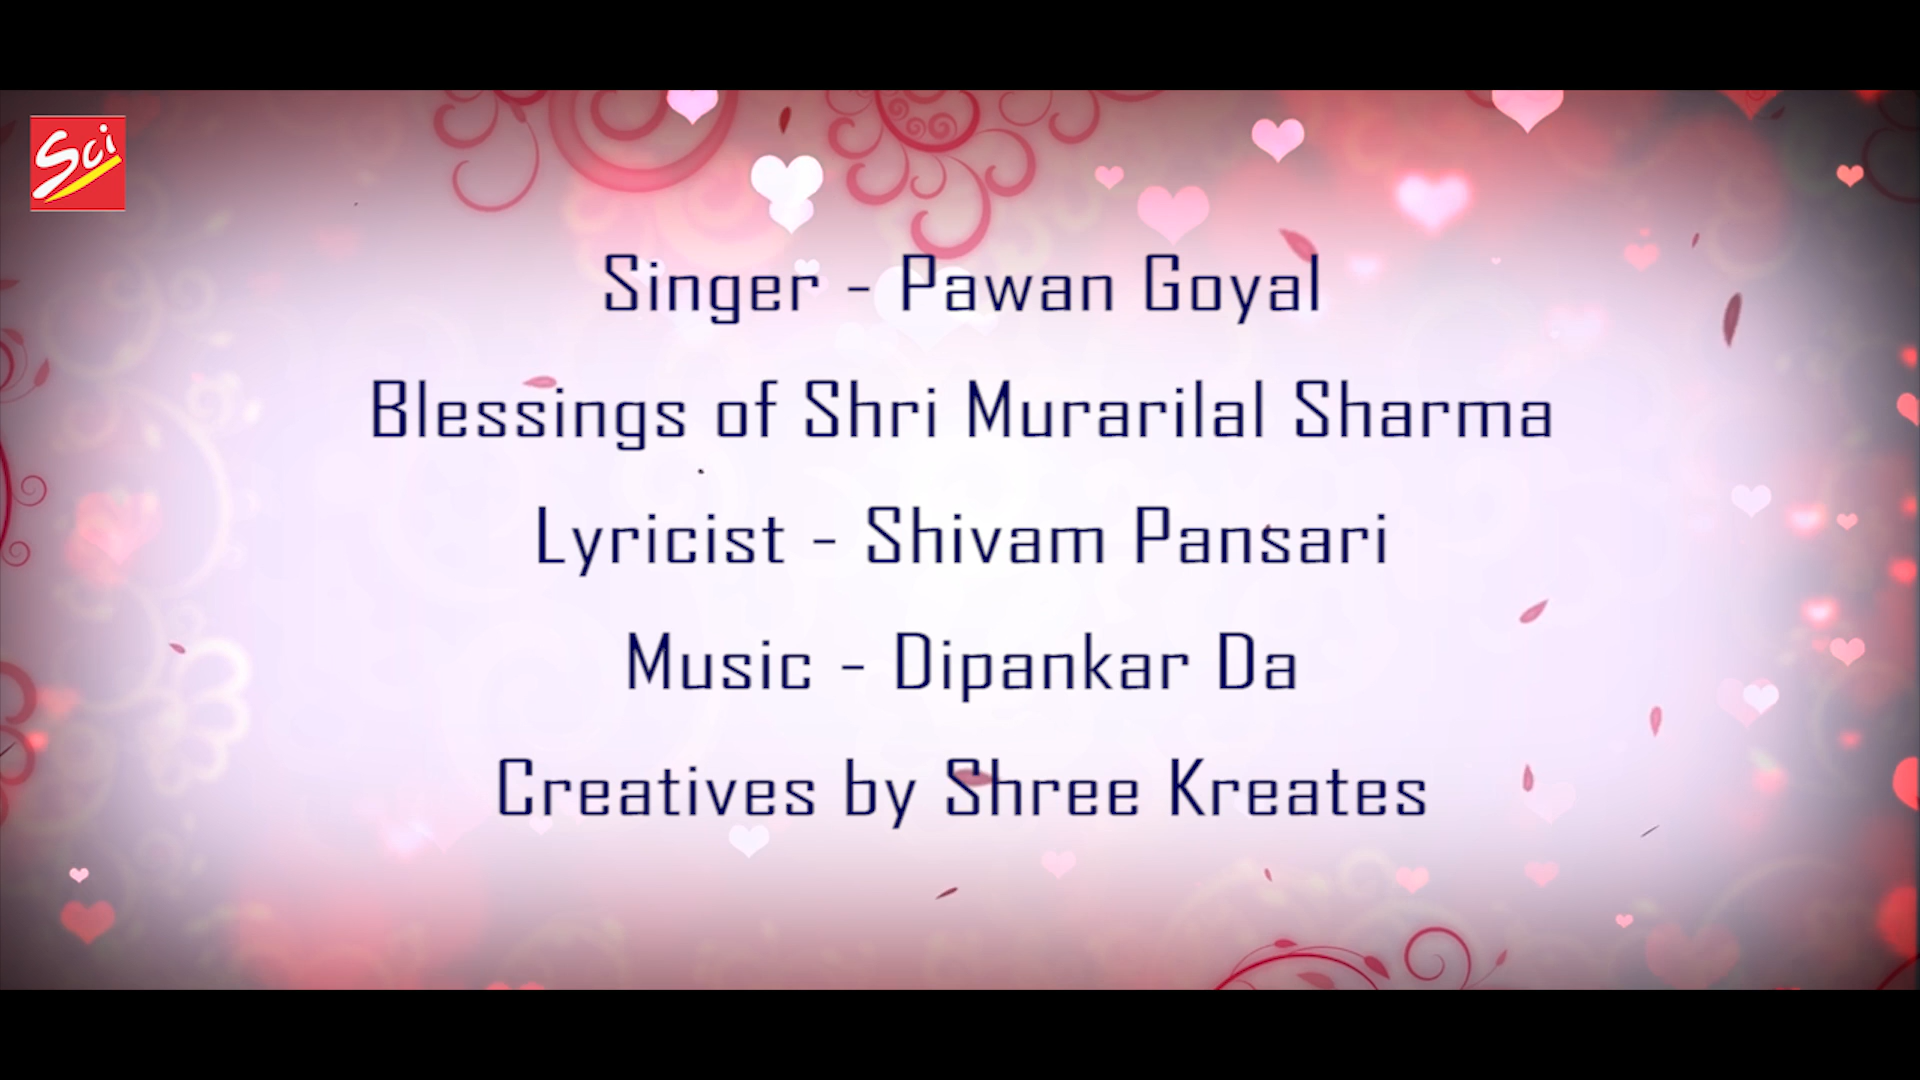 Sci
Singer - Pawan Goyal
Blessings of Shri Murarilal Sharma
Lyricist - Shivam Pansari
Music - Dipankar Da
Creatives by Shree Kreates